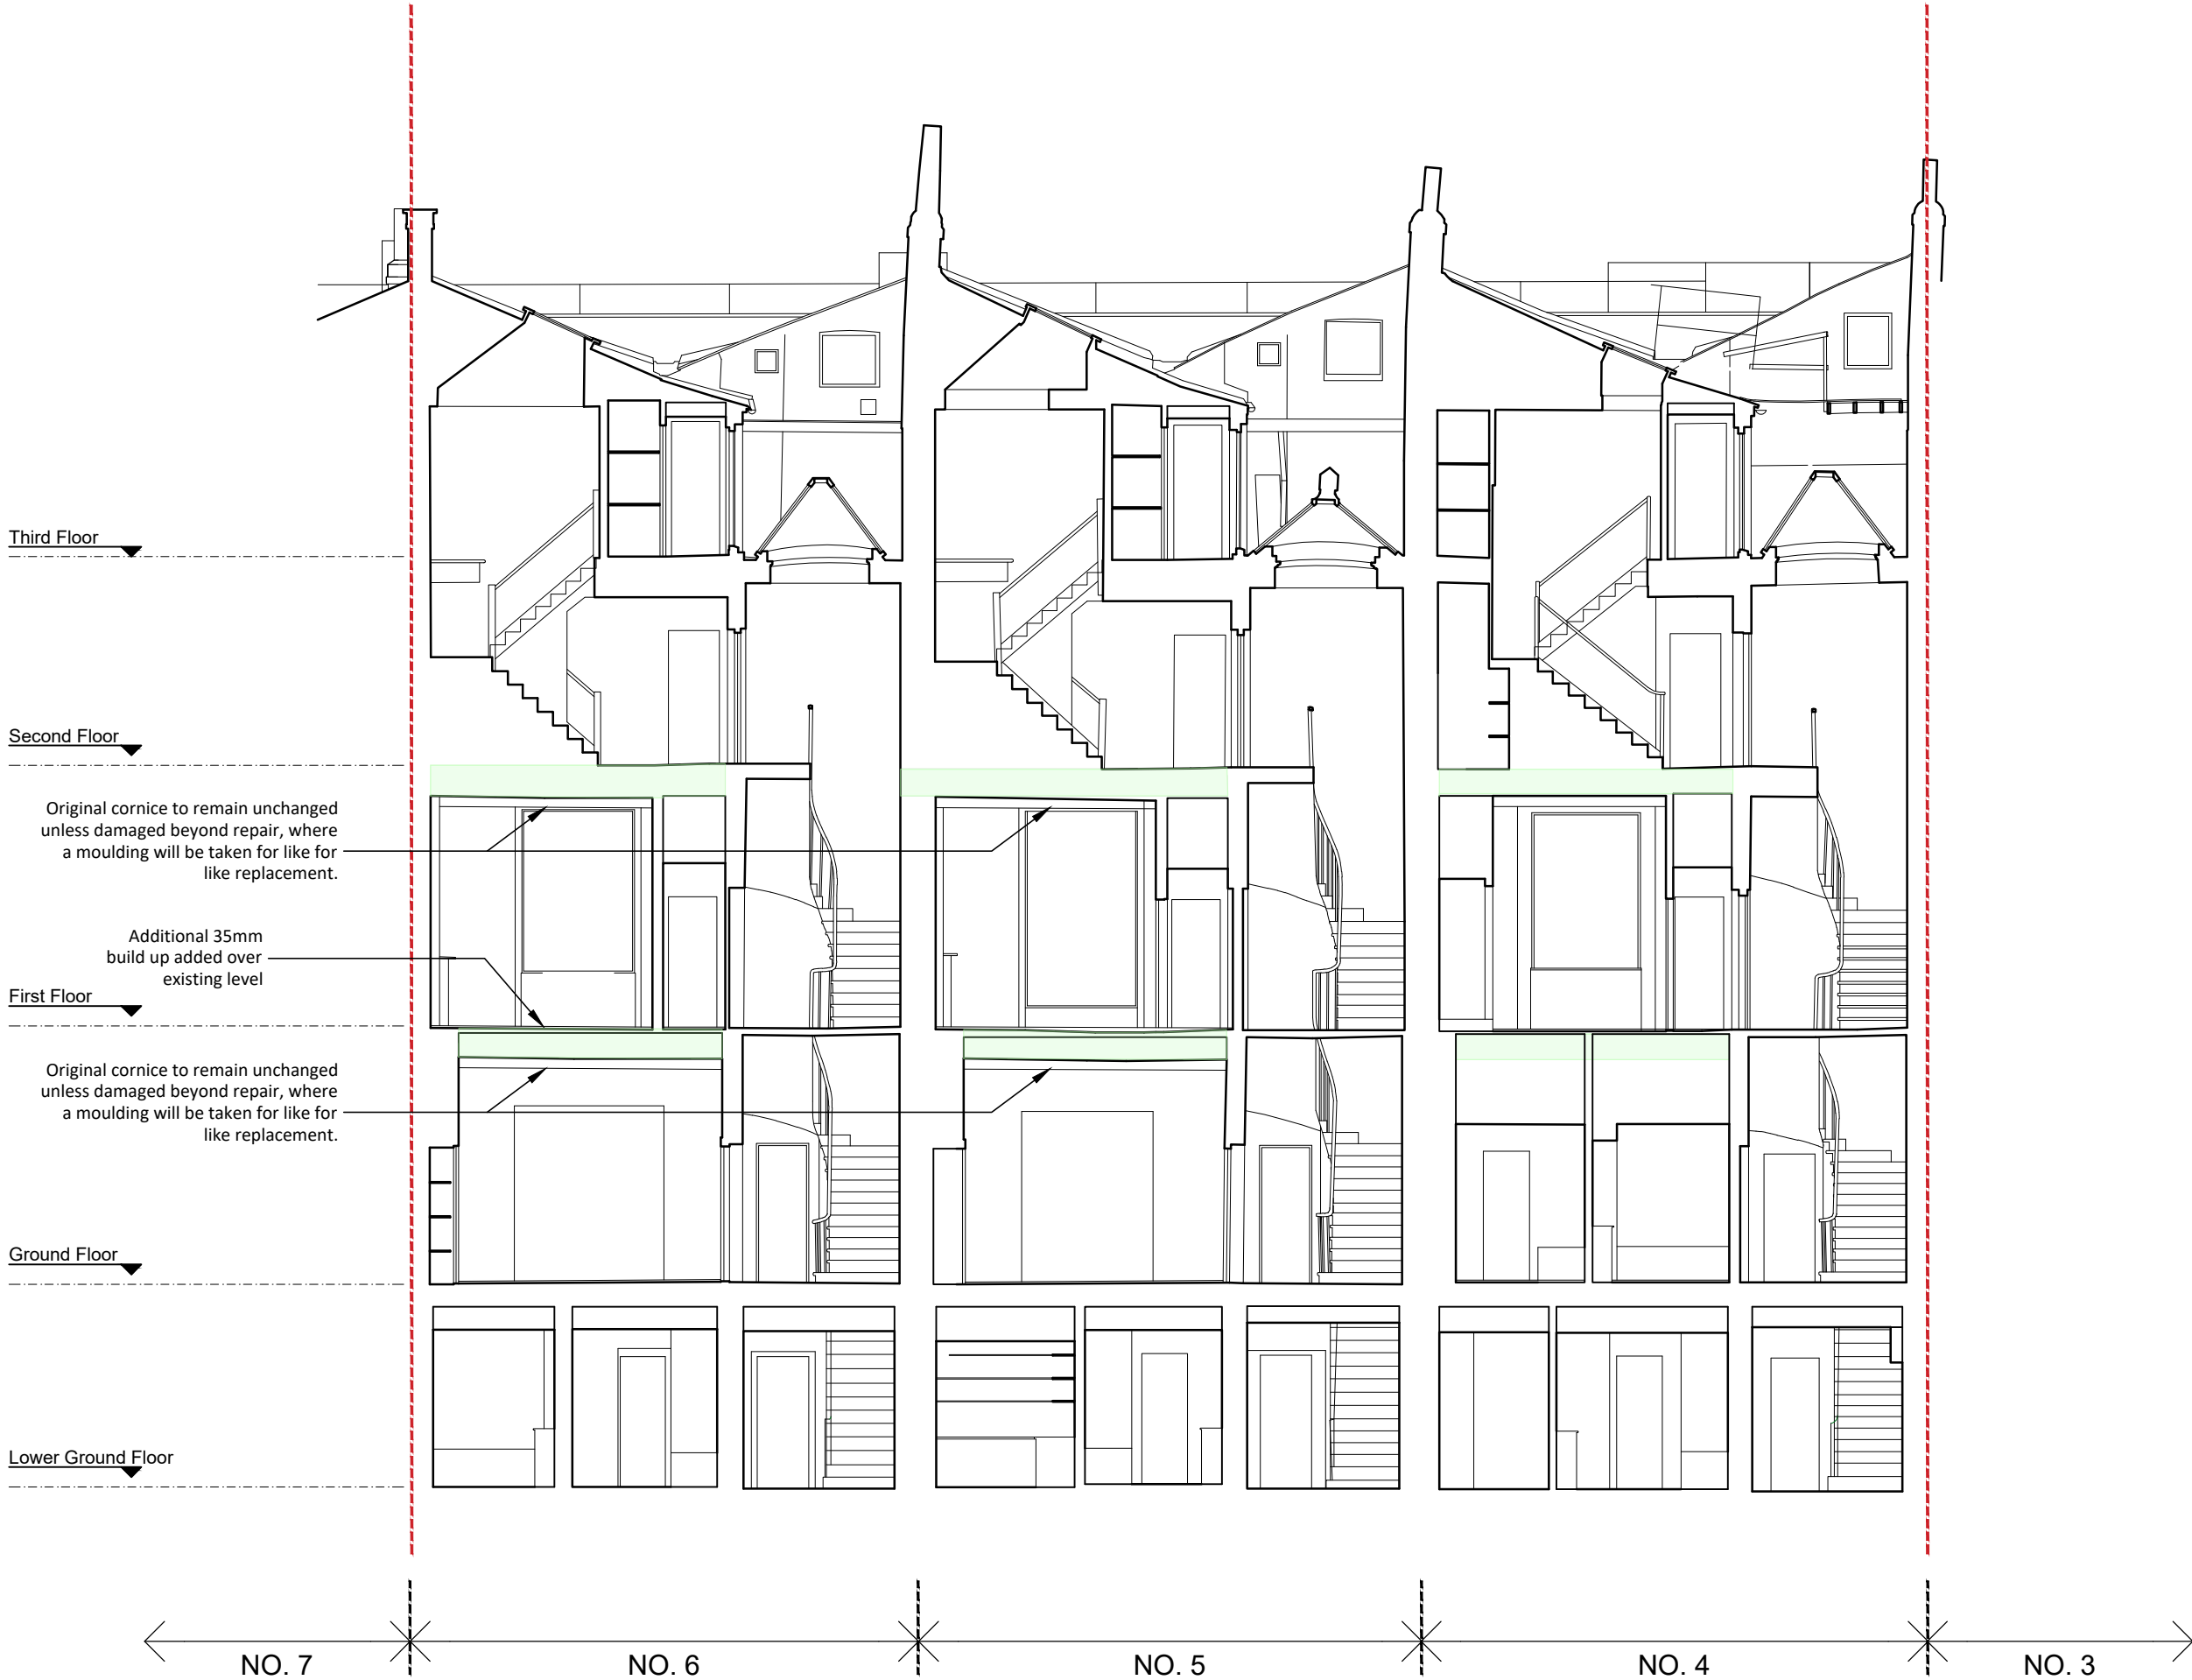 Third Floor
Second Floor
Original cornice to remain unchanged
unless damaged beyond repair, where
a moulding will be taken for like for
like replacement.
Additional 35mm
build up added over
existing level
First Floor
Original cornice to remain unchanged
unless damaged beyond repair, where
a moulding will be taken for like for
like replacement.
Ground Floor
Lower Ground Floor
NO. 7
NO. 6
NO. 5
NO. 4
NO. 3